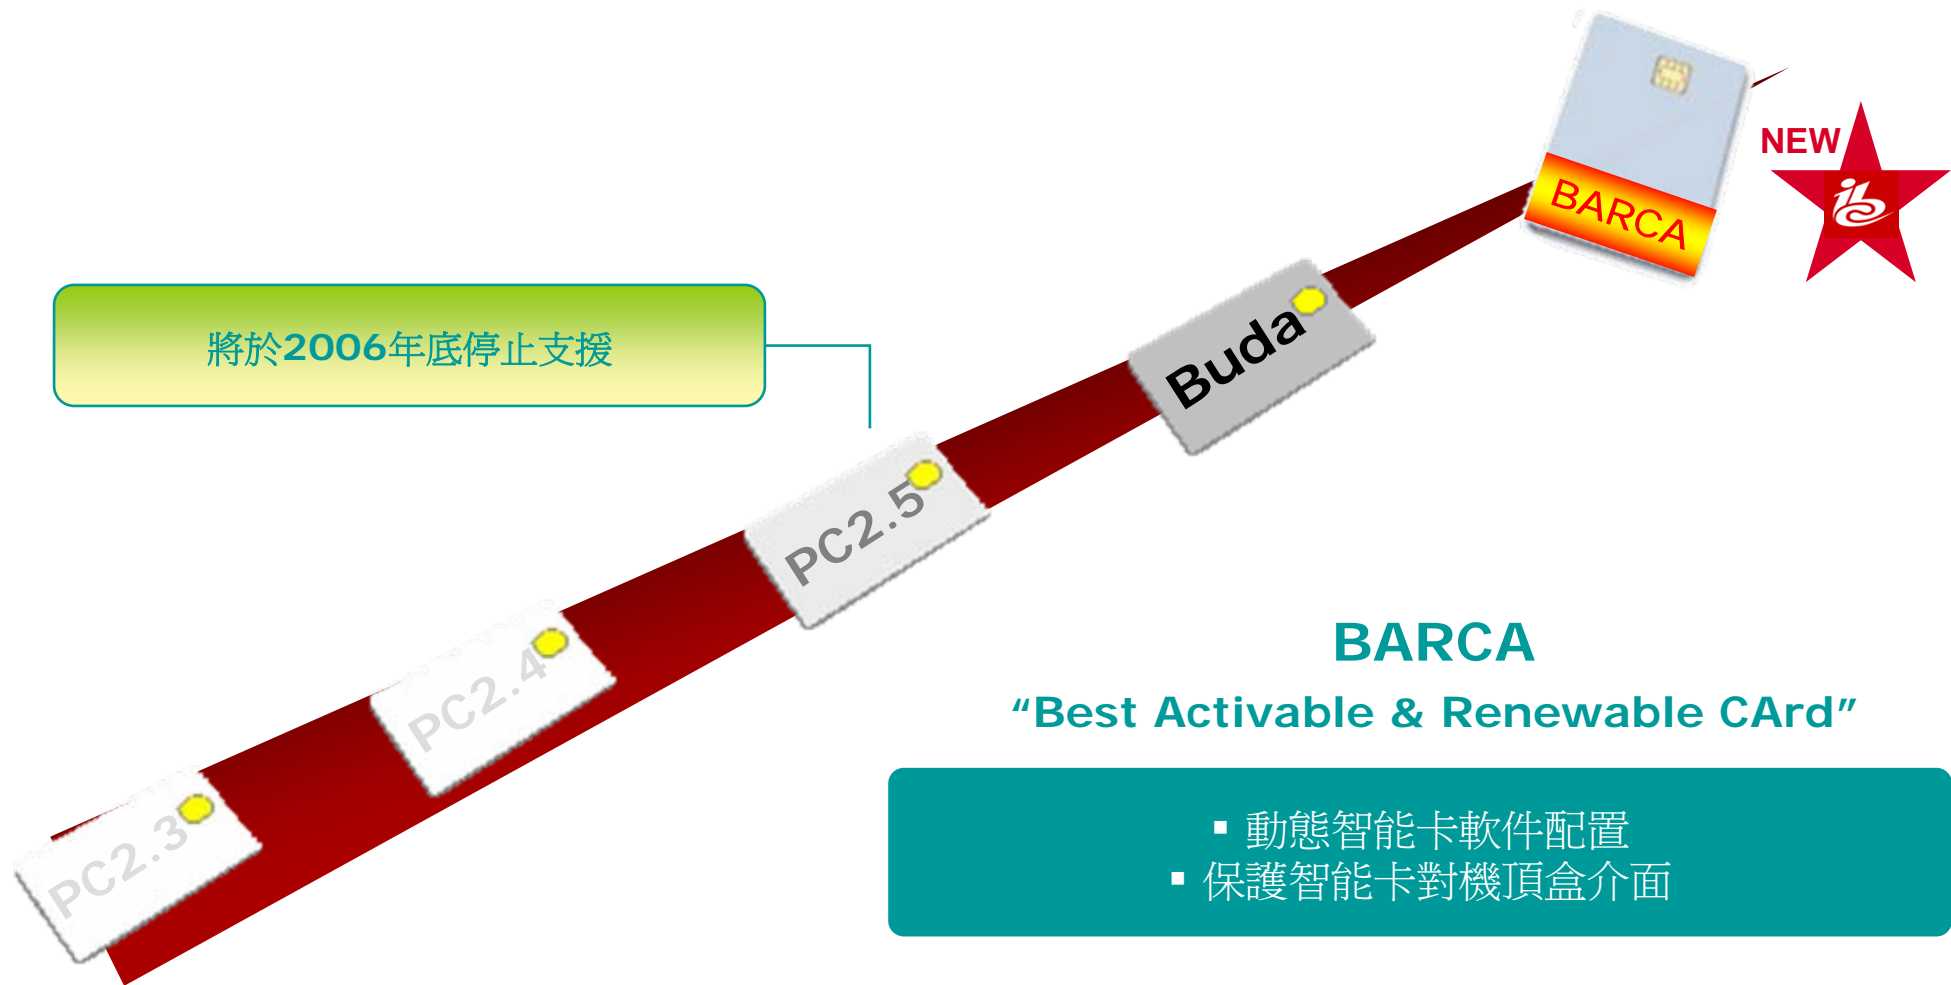 NEW
BARCA
Buda
將於2006年底停止支援
PC2.5
PC2.4
PC2.3
BARCA
“Best Activable & Renewable CArd”
▪ 動態智能卡軟件配置
▪ 保護智能卡對機頂盒介面